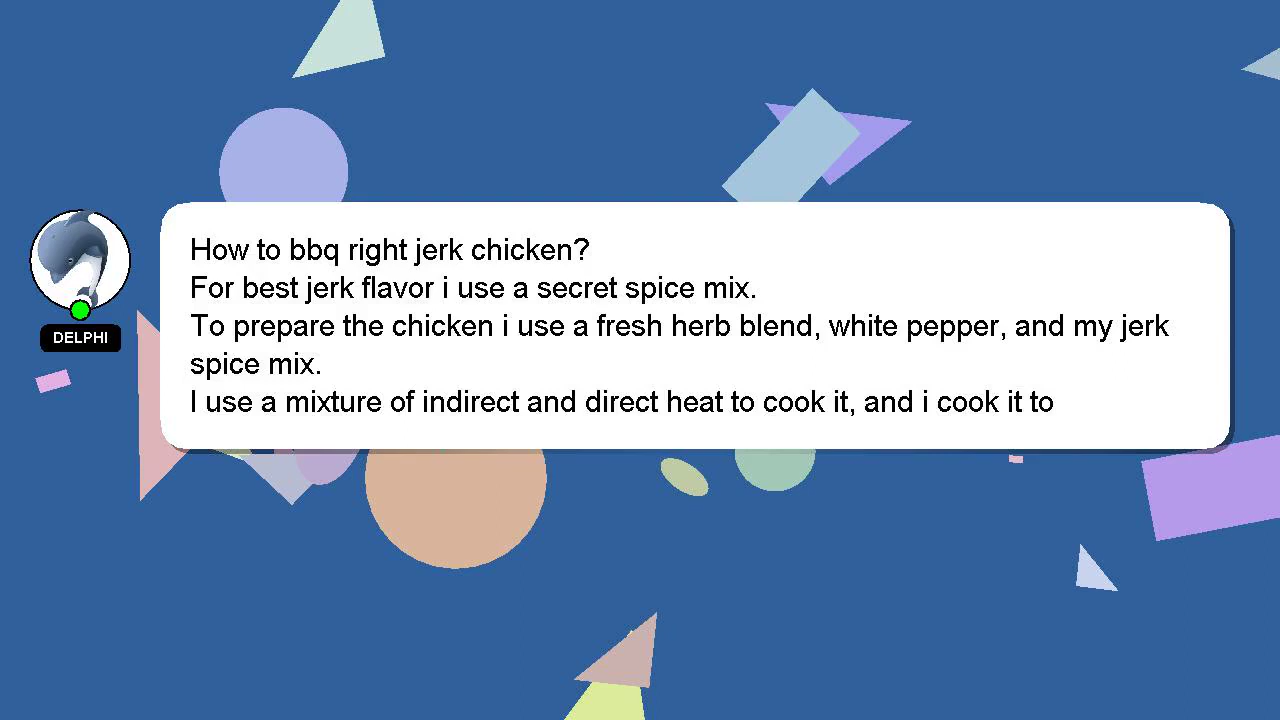 How to bbq right jerk chicken?
For best jerk flavor i use a secret spice mix.
To prepare the chicken i use a fresh herb blend, white pepper, and my jerk
spice mix.
I use a mixture of indirect and direct heat to cook it, and i cook it to
DELPHI